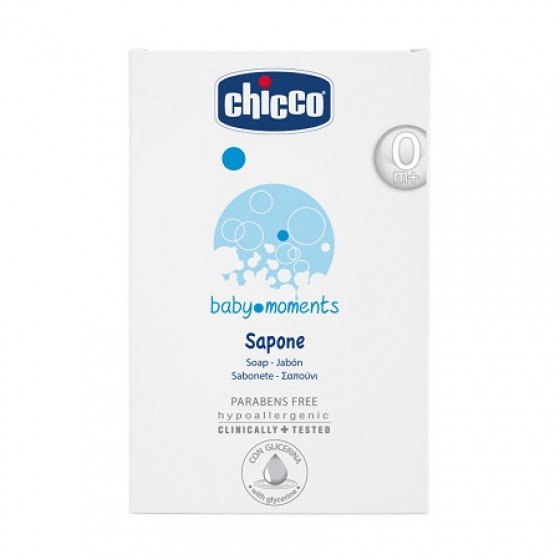 chicco
0
m+
baby moments
Sapone
Soap - Jabón
Sabonete - Σαπούνι
PARABENS FREE
hypoallergenic
CLINICALLY + TESTED
CON GLICERINA
with glycerine